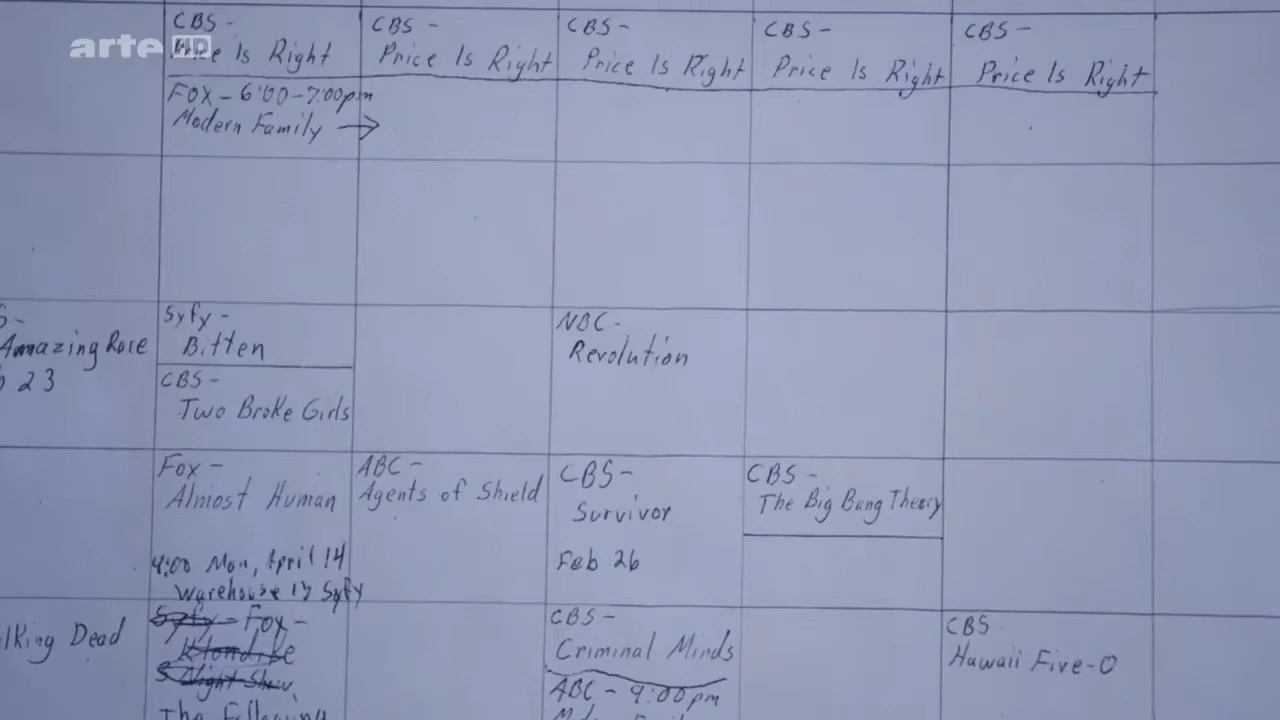 arte HD
CBS -
Price Is Right
CBS -
Price Is Right
CBS -
Price Is Right
CBS -
Price Is Right
CBS -
Price Is Right
FOX - 6:00-7:00pm
Modern Family →
Amazing Race
23
Syfy -
Bitten
CBS -
Two Broke Girls
NBC -
Revolution
Fox -
Almost Human
4:00 Mon, April 14
Warehouse 13 Syfy
ABC -
Agents of Shield
CBS -
Survivor
Feb 26
CBS -
The Big Bang Theory
Dead
Syfy - Fox -
Klondike
The Following
CBS -
Criminal Minds
ABC - 9:00pm
CBS
Hawaii Five-O